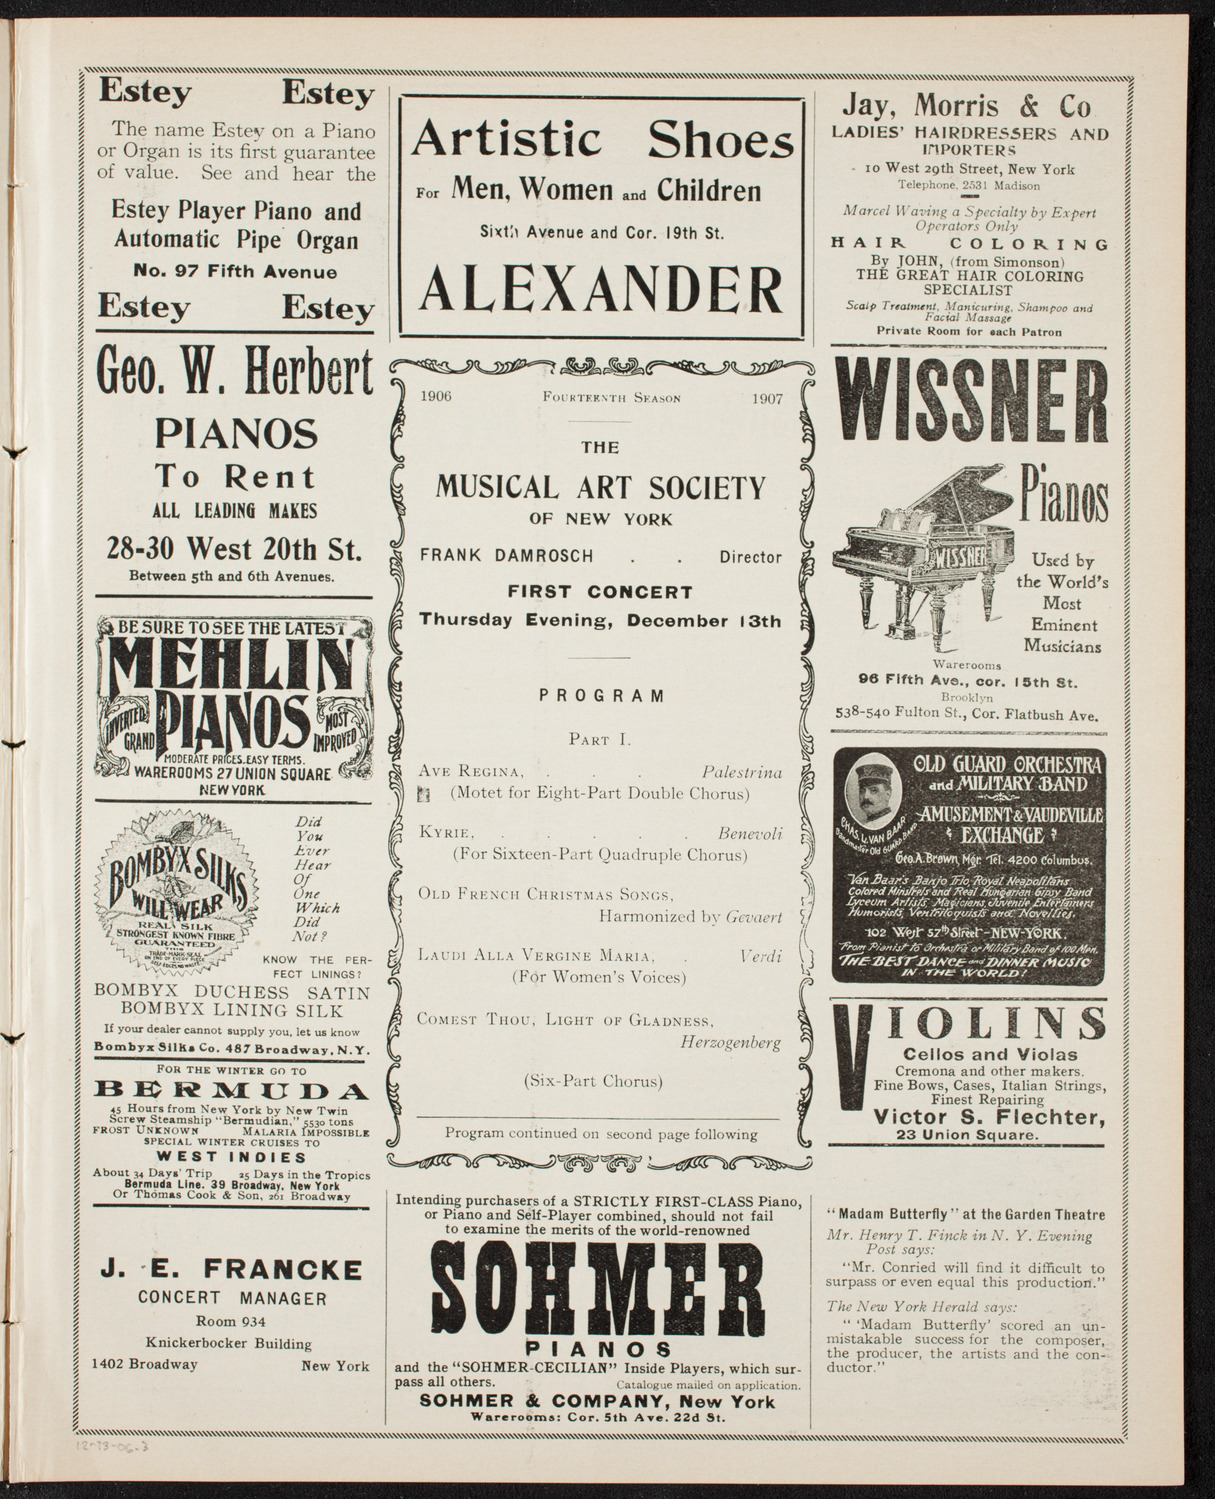 Estey Estey
The name Estey on a Piano
or Organ is its first guarantee
of value. See and hear the
Estey Player Piano and
Automatic Pipe Organ
No. 97 Fifth Avenue
Estey Estey
Geo. W. Herbert
PIANOS
To Rent
ALL LEADING MAKES
28-30 West 20th St.
Between 5th and 6th Avenues.
BE SURE TO SEE THE LATEST
MEHLIN
PIANOS
INVERTED GRAND
MOST IMPROVED
MODERATE PRICES. EASY TERMS.
WAREROOMS 27 UNION SQUARE
NEW YORK
BOMBYX SILKS
WILL WEAR
REAL SILK
STRONGEST KNOWN FIBRE
GUARANTEED
Did
You
Ever
Hear
Of
One
Which
Did
Not?
KNOW THE PER-
FECT LININGS?
BOMBYX DUCHESS SATIN
BOMBYX LINING SILK
If your dealer cannot supply you, let us know
Bombyx Silks Co. 487 Broadway, N.Y.
FOR THE WINTER GO TO
BERMUDA
45 Hours from New York by New Twin
Screw Steamship "Bermudian," 5530 tons
FROST UNKNOWN MALARIA IMPOSSIBLE
SPECIAL WINTER CRUISES TO
WEST INDIES
About 34 Days' Trip 25 Days in the Tropics
Bermuda Line. 39 Broadway, New York
Or Thomas Cook & Son, 261 Broadway
J. E. FRANCKE
CONCERT MANAGER
Room 934
Knickerbocker Building
1402 Broadway New York
Artistic Shoes
For Men, Women and Children
Sixth Avenue and Cor. 19th St.
ALEXANDER
1906 FOURTEENTH SEASON 1907
THE
MUSICAL ART SOCIETY
OF NEW YORK
FRANK DAMROSCH . . Director
FIRST CONCERT
Thursday Evening, December 13th
PROGRAM
PART I.
AVE REGINA, . . . Palestrina
(Motet for Eight-Part Double Chorus)
KYRIE, . . . . . Benevoli
(For Sixteen-Part Quadruple Chorus)
OLD FRENCH CHRISTMAS SONGS,
Harmonized by Gevaert
LAUDI ALLA VERGINE MARIA, . Verdi
(For Women's Voices)
COMEST THOU, LIGHT OF GLADNESS,
Herzogenberg
(Six-Part Chorus)
Program continued on second page following
Intending purchasers of a STRICTLY FIRST-CLASS Piano,
or Piano and Self-Player combined, should not fail
to examine the merits of the world-renowned
SOHMER
PIANOS
and the "SOHMER-CECILIAN" Inside Players, which sur-
pass all others. Catalogue mailed on application.
SOHMER & COMPANY, New York
Warerooms: Cor. 5th Ave. 22d St.
Jay, Morris & Co
LADIES' HAIRDRESSERS AND
IMPORTERS
10 West 29th Street, New York
Telephone, 2531 Madison
Marcel Waving a Specialty by Expert
Operators Only
HAIR COLORING
By JOHN, (from Simonson)
THE GREAT HAIR COLORING
SPECIALIST
Scalp Treatment, Manicuring, Shampoo and
Facial Massage
Private Room for each Patron
WISSNER
Pianos
WISSNER
Used by
the World's
Most
Eminent
Musicians
Warerooms
96 Fifth Ave., cor. 15th St.
Brooklyn
538-540 Fulton St., Cor. Flatbush Ave.
OLD GUARD ORCHESTRA
and MILITARY BAND
AMUSEMENT & VAUDEVILLE
EXCHANGE
CHAS. L. VAN BAAR
Bandmaster Old Guard Band
Geo. A. Brown, Mgr. Tel. 4200 Columbus.
Van Baar's Banjo Trio, Royal Neapolitans
Colored Minstrels and Real Hungarian Gipsy Band
Lyceum Artists, Magicians, Juvenile Entertainers
Humorists, Ventriloquists and Novelties.
102 West 57th Street - NEW-YORK.
From Pianist to Orchestra or Military Band of 100 Men.
THE BEST DANCE and DINNER MUSIC
IN THE WORLD!
VIOLINS
Cellos and Violas
Cremona and other makers.
Fine Bows, Cases, Italian Strings,
Finest Repairing
Victor S. Flechter,
23 Union Square.
"Madam Butterfly" at the Garden Theatre
Mr. Henry T. Finck in N. Y. Evening
Post says:
"Mr. Conried will find it difficult to
surpass or even equal this production."
The New York Herald says:
"'Madam Butterfly' scored an un-
mistakable success for the composer,
the producer, the artists and the con-
ductor."
12-13-06-3